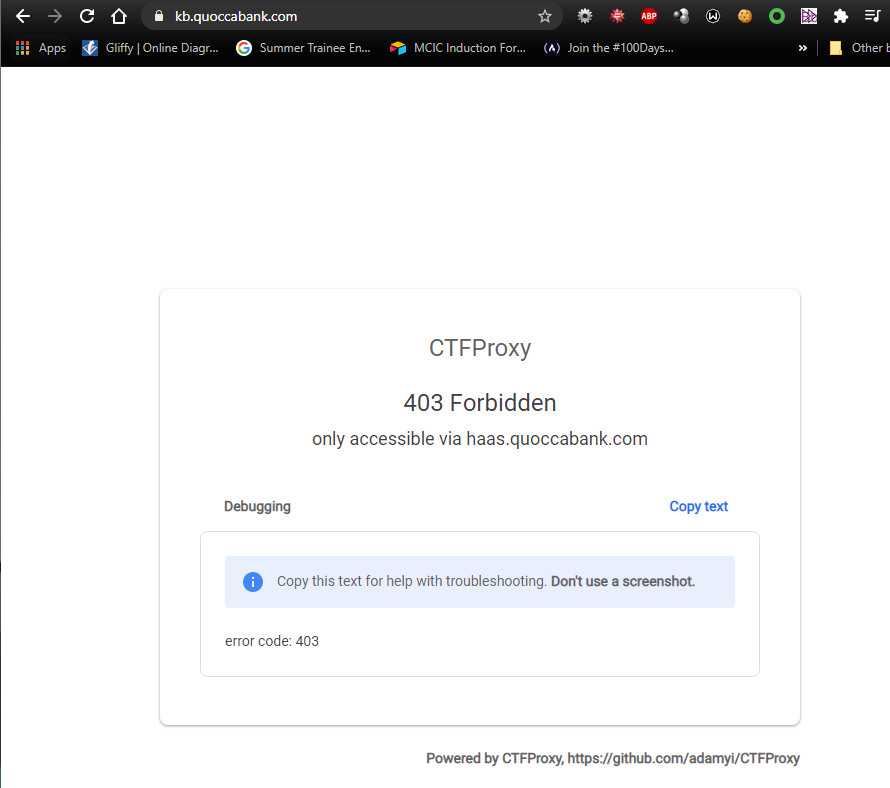 kb.quoccabank.com
ABP
Apps
Gliffy | Online Diagr...
Summer Trainee En...
MCIC Induction For...
Join the #100Days...
»
Other b
CTFProxy
403 Forbidden
only accessible via haas.quoccabank.com
Debugging
Copy text
Copy this text for help with troubleshooting. Don't use a screenshot.
error code: 403
Powered by CTFProxy, https://github.com/adamyi/CTFProxy